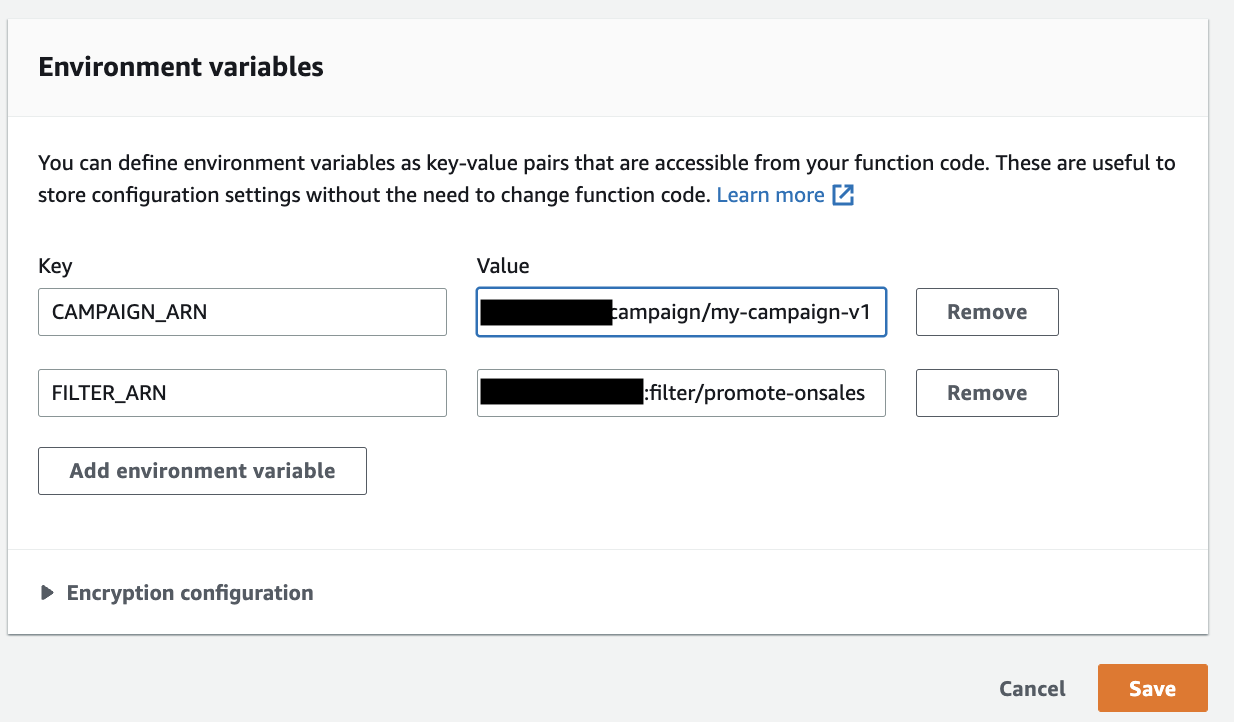 Environment variables
You can define environment variables as key-value pairs that are accessible from your function code. These are useful to
store configuration settings without the need to change function code. Learn more
Key Value
CAMPAIGN_ARN campaign/my-campaign-v1 Remove
FILTER_ARN :filter/promote-onsales Remove
Add environment variable
Encryption configuration
Cancel Save